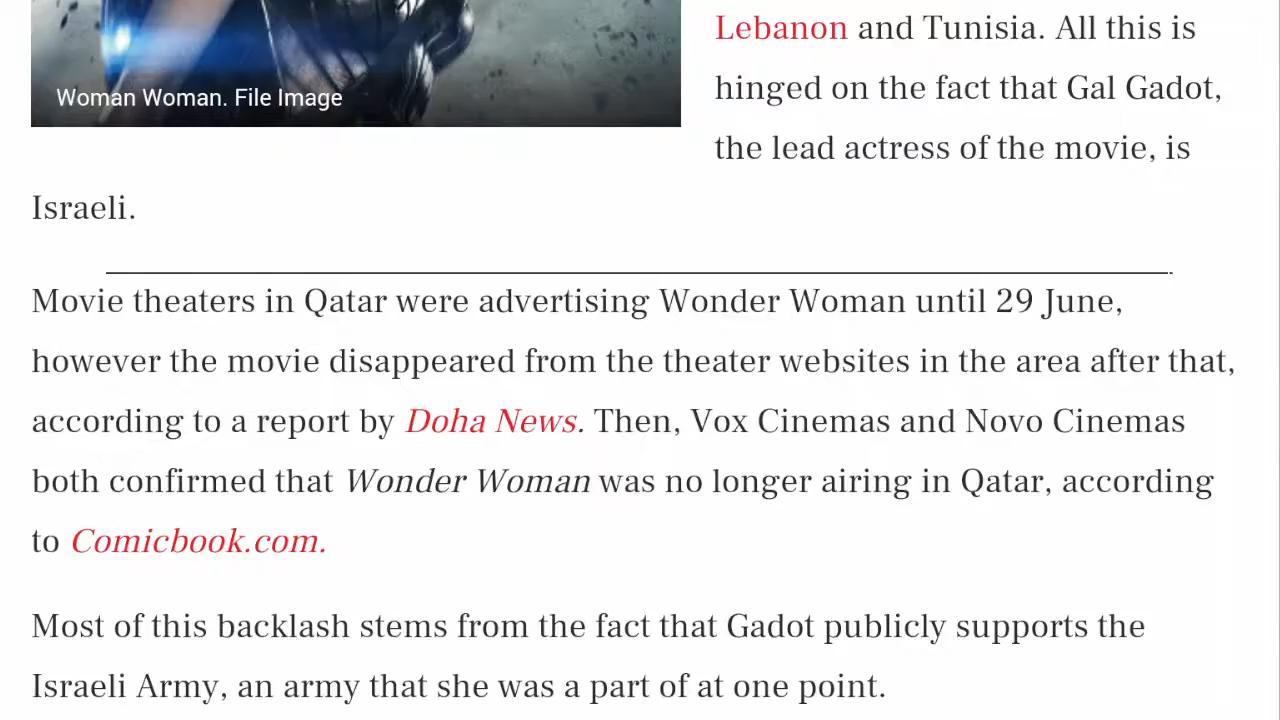 Woman Woman. File Image
Lebanon and Tunisia. All this is
hinged on the fact that Gal Gadot,
the lead actress of the movie, is
Israeli.
Movie theaters in Qatar were advertising Wonder Woman until 29 June,
however the movie disappeared from the theater websites in the area after that,
according to a report by Doha News. Then, Vox Cinemas and Novo Cinemas
both confirmed that Wonder Woman was no longer airing in Qatar, according
to Comicbook.com.
Most of this backlash stems from the fact that Gadot publicly supports the
Israeli Army, an army that she was a part of at one point.